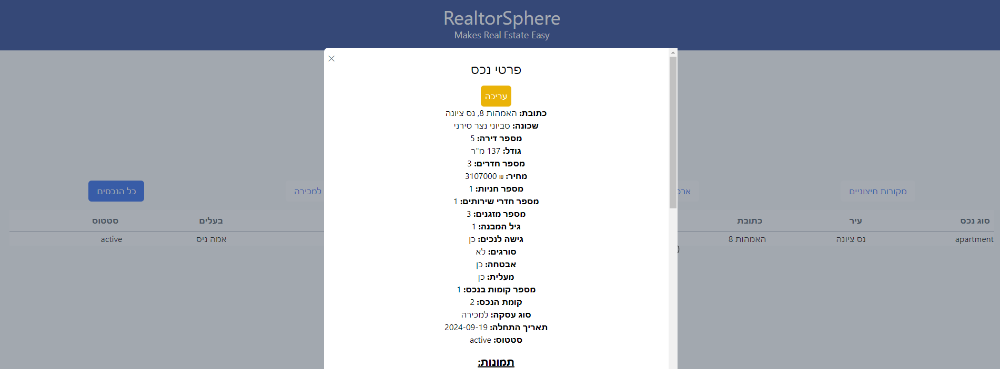 RealtorSphere
Makes Real Estate Easy
פרטי נכס
עריכה
כתובת: האמהות 8, נס ציונה
שכונה: סביוני נצר סירני
מספר דירה: 5
גודל: 137 מ"ר
מספר חדרים: 3
מחיר: ₪ 3107000
מספר חניות: 1
מספר חדרי שירותים: 1
מספר מזגנים: 3
גיל המבנה: 1
גישה לנכים: כן
סורגים: לא
אבטחה: כן
מעלית: כן
מספר קומות בנכס: 1
קומת הנכס: 2
סוג עסקה: למכירה
תאריך התחלה: 2024-09-19
סטטוס: active
תמונות:
מקורות חיצוניים
למכירה
כל הנכסים
סוג נכס עיר כתובת בעלים סטטוס
apartment נס ציונה האמהות 8 אמה ניס active